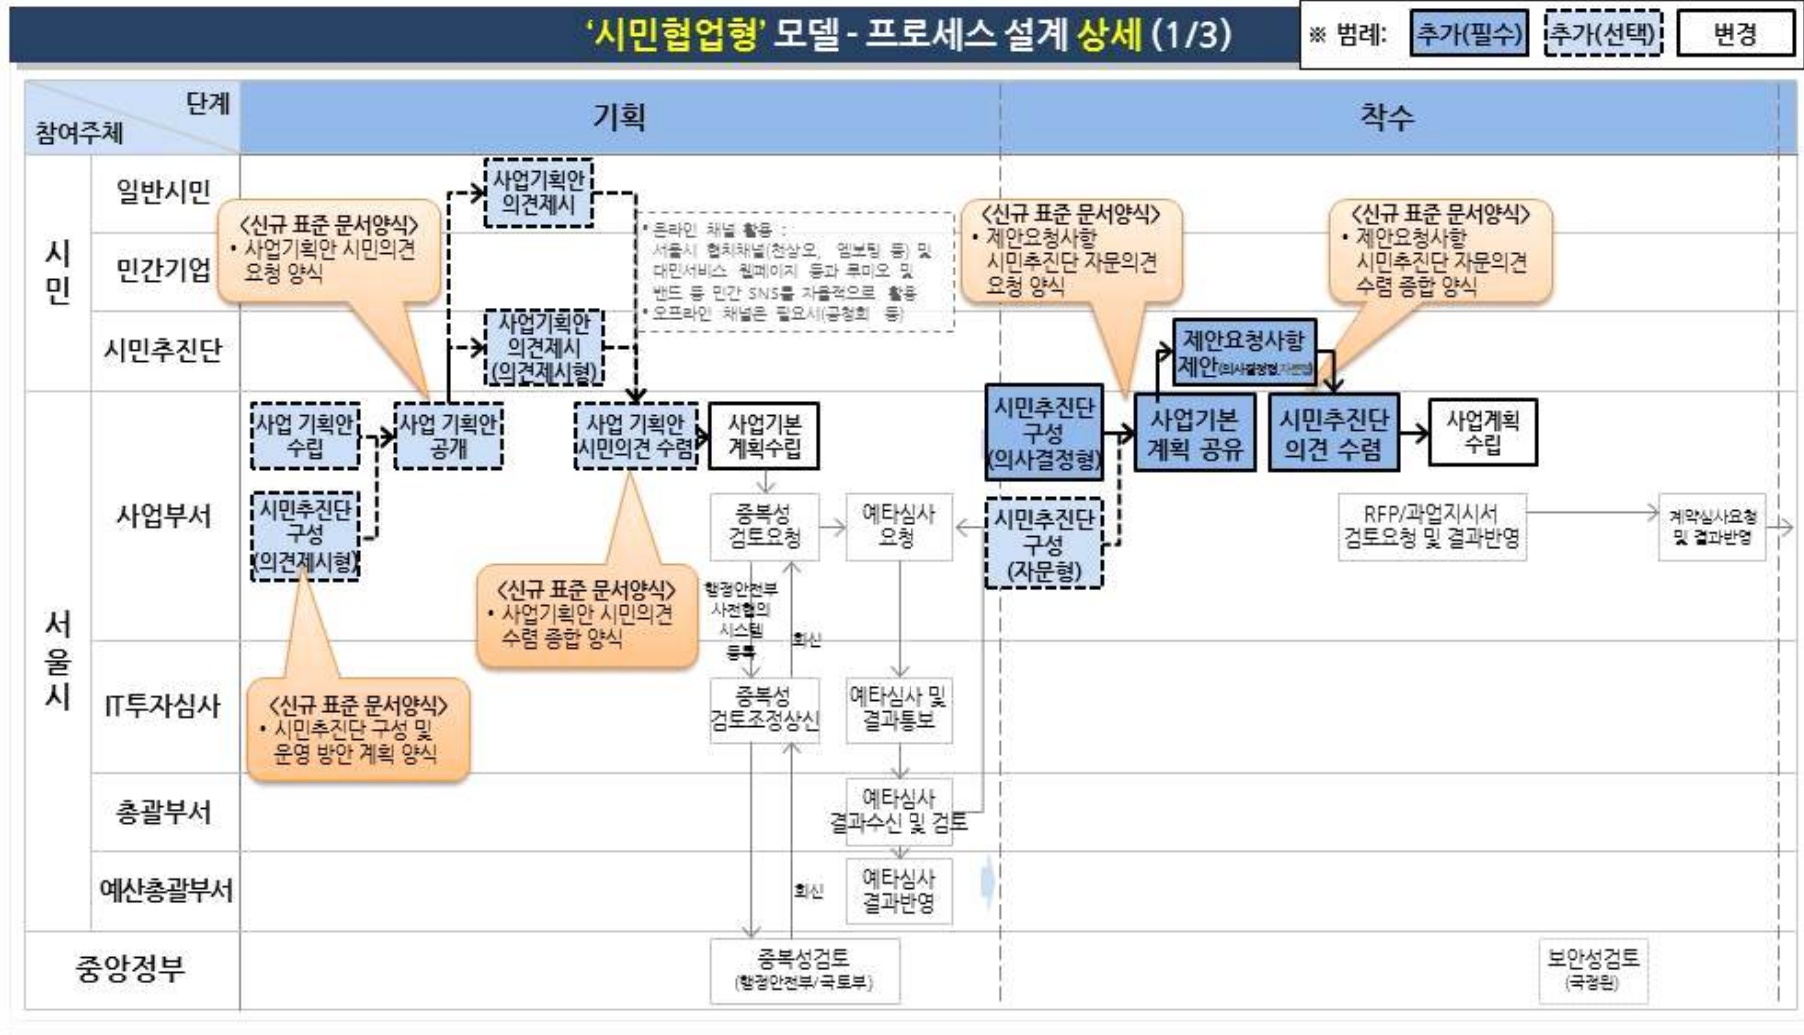 ‘시민협업형’ 모델 - 프로세스 설계 상세 (1/3)
※ 범례:
추가(필수)
추가(선택)
변경
단계
참여주체
기획
착수
시민
일반시민
민간기업
시민추진단
서울시
사업부서
IT투자심사
총괄부서
예산총괄부서
중앙정부
사업기획안
의견제시
<신규 표준 문서양식>
• 사업기획안 시민의견
요청 양식
• 온라인 채널 활용 :
서울시 협치채널(천상오, 엠보팅 등) 및
대민서비스 웹페이지 등과 루미오 및
밴드 등 민간 SNS를 자율적으로 활용
• 오프라인 채널은 필요시(공청회 등)
사업기획안
의견제시
(의견제시형)
사업 기획안
수립
사업 기획안
공개
사업 기획안
시민의견 수렴
사업기본
계획수립
시민추진단
구성
(의견제시형)
<신규 표준 문서양식>
• 시민추진단 구성 및
운영 방안 계획 양식
<신규 표준 문서양식>
• 사업기획안 시민의견
수렴 종합 양식
중복성
검토요청
예타심사
요청
행정안전부
사전협의
시스템
등록
회신
중복성
검토조정상신
예타심사 및
결과통보
예타심사
결과수신 및 검토
회신
예타심사
결과반영
중복성검토
(행정안전부/국토부)
<신규 표준 문서양식>
• 제안요청사항
시민추진단 자문의견
요청 양식
<신규 표준 문서양식>
• 제안요청사항
시민추진단 자문의견
수렴 종합 양식
제안요청사항
제안(의사결정형,자문형)
시민추진단
구성
(의사결정형)
사업기본
계획 공유
시민추진단
의견 수렴
사업계획
수립
시민추진단
구성
(자문형)
RFP/과업지시서
검토요청 및 결과반영
계약심사요청
및 결과반영
보안성검토
(국정원)